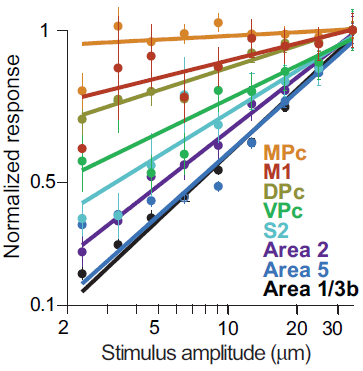 Normalized response
1
0.5
0.1
MPc
M1
DPc
VPc
S2
Area 2
Area 5
Area 1/3b
2 5 10 20 30
Stimulus amplitude (μm)